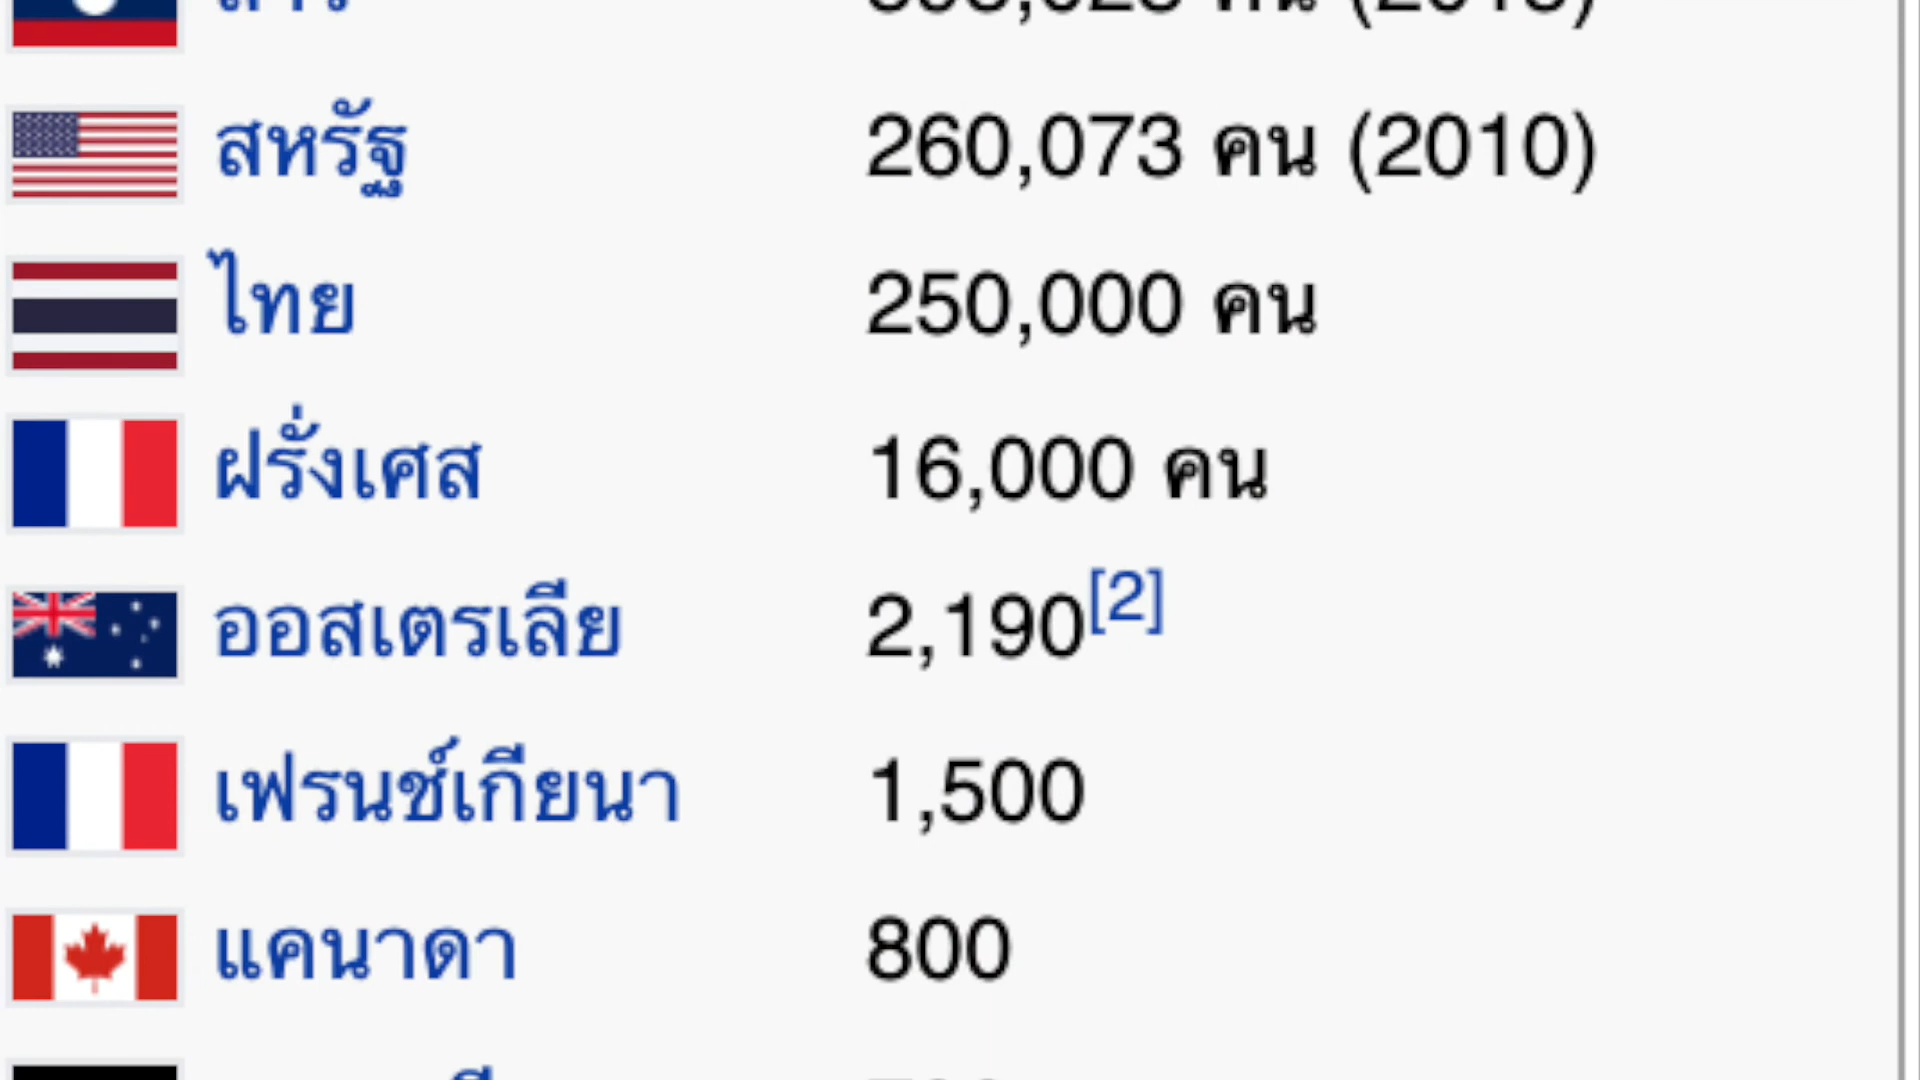 สหรัฐ 260,073 คน (2010)
ไทย 250,000 คน
ฝรั่งเศส 16,000 คน
ออสเตรเลีย 2,190[2]
เฟรนช์เกียนา 1,500
แคนาดา 800